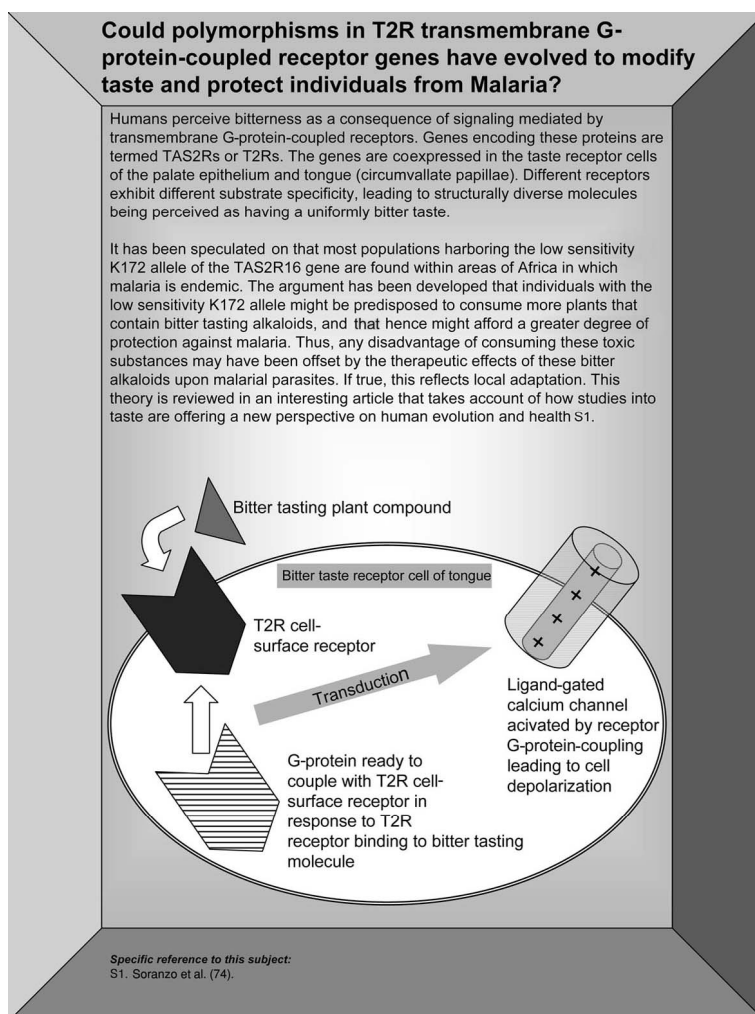 Could polymorphisms in T2R transmembrane G-
protein-coupled receptor genes have evolved to modify
taste and protect individuals from Malaria?
Humans perceive bitterness as a consequence of signaling mediated by
transmembrane G-protein-coupled receptors. Genes encoding these proteins are
termed TAS2Rs or T2Rs. The genes are coexpressed in the taste receptor cells
of the palate epithelium and tongue (circumvallate papillae). Different receptors
exhibit different substrate specificity, leading to structurally diverse molecules
being perceived as having a uniformly bitter taste.
It has been speculated on that most populations harboring the low sensitivity
K172 allele of the TAS2R16 gene are found within areas of Africa in which
malaria is endemic. The argument has been developed that individuals with the
low sensitivity K172 allele might be predisposed to consume more plants that
contain bitter tasting alkaloids, and that hence might afford a greater degree of
protection against malaria. Thus, any disadvantage of consuming these toxic
substances may have been offset by the therapeutic effects of these bitter
alkaloids upon malarial parasites. If true, this reflects local adaptation. This
theory is reviewed in an interesting article that takes account of how studies into
taste are offering a new perspective on human evolution and health S1.
Bitter tasting plant compound
Bitter taste receptor cell of tongue
T2R cell-
surface receptor
Transduction
Ligand-gated
calcium channel
acivated by receptor
G-protein-coupling
leading to cell
depolarization
G-protein ready to
couple with T2R cell-
surface receptor in
response to T2R
receptor binding to bitter tasting
molecule
Specific reference to this subject:
S1. Soranzo et al. (74).